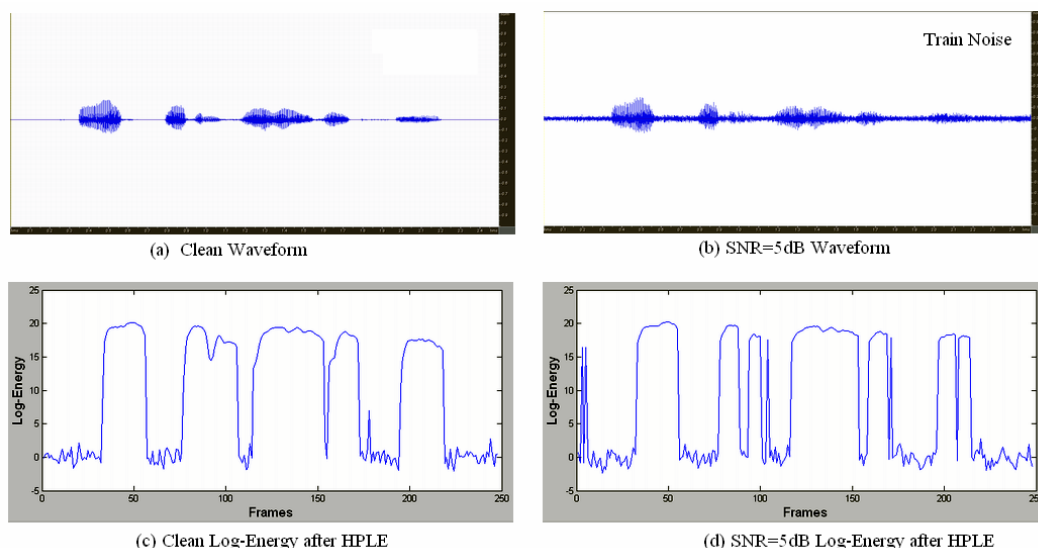 Train Noise
(a) Clean Waveform
(b) SNR=5dB Waveform
25
20
15
10
5
0
-5
0 50 100 150 200 250
Log-Energy
Frames
(c) Clean Log-Energy after HPLE
25
20
15
10
5
0
-5
0 50 100 150 200 250
Log-Energy
Frames
(d) SNR=5dB Log-Energy after HPLE